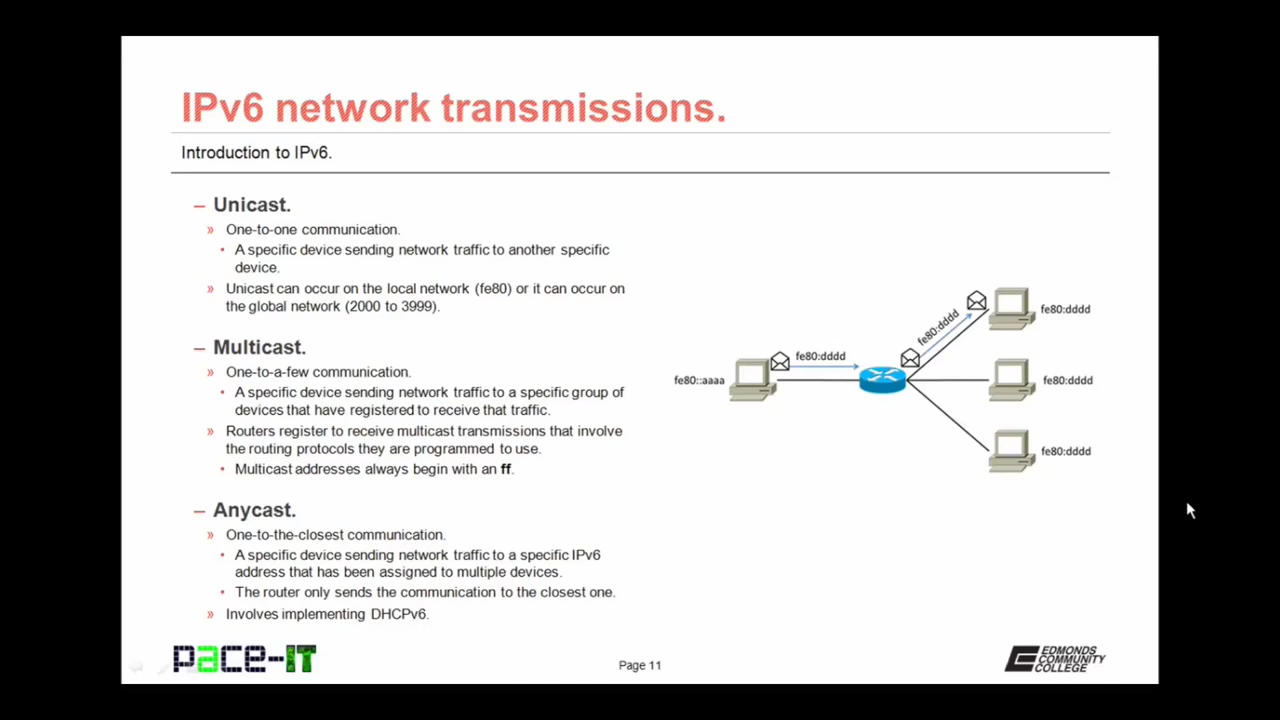 IPv6 network transmissions.
Introduction to IPv6.
– Unicast.
» One-to-one communication.
• A specific device sending network traffic to another specific
device.
» Unicast can occur on the local network (fe80) or it can occur on
the global network (2000 to 3999).
– Multicast.
» One-to-a-few communication.
• A specific device sending network traffic to a specific group of
devices that have registered to receive that traffic.
» Routers register to receive multicast transmissions that involve
the routing protocols they are programmed to use.
• Multicast addresses always begin with an ff.
– Anycast.
» One-to-the-closest communication.
• A specific device sending network traffic to a specific IPv6
address that has been assigned to multiple devices.
• The router only sends the communication to the closest one.
» Involves implementing DHCPv6.
fe80::aaaa
fe80:dddd
fe80:dddd
fe80:dddd
fe80:dddd
fe80:dddd
pace-IT
Page 11
EDMONDS
COMMUNITY
COLLEGE